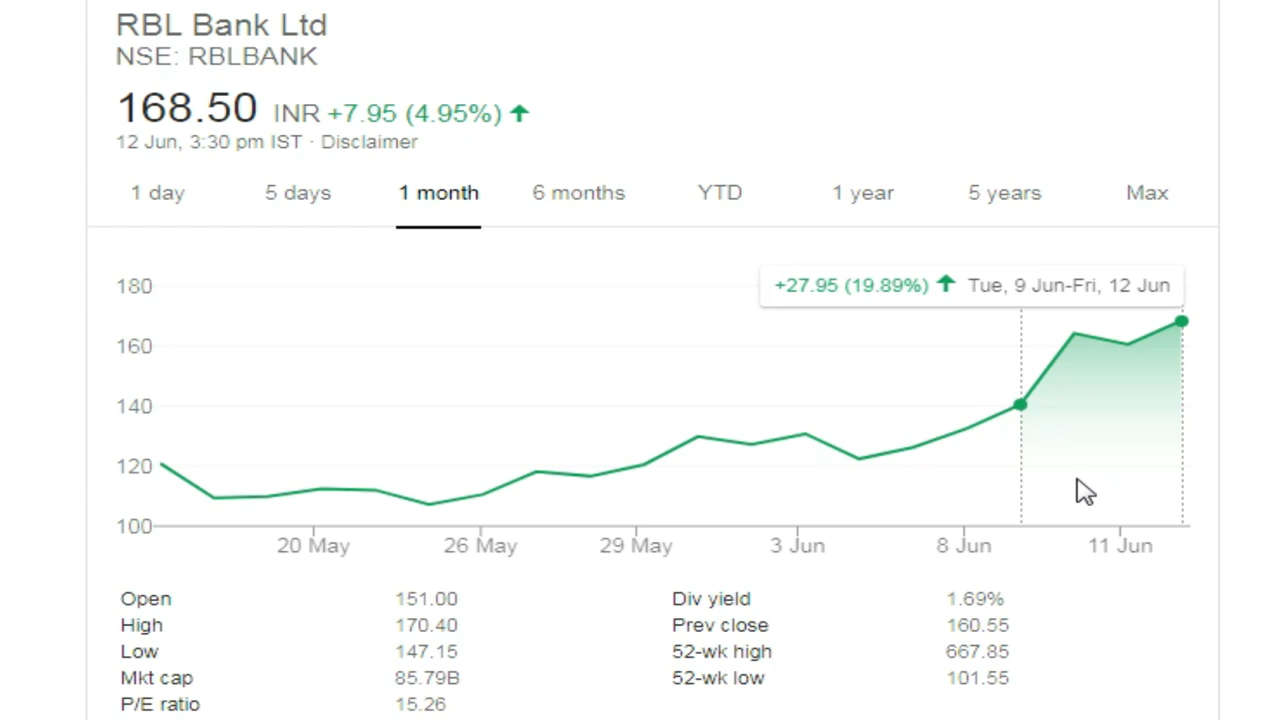 RBL Bank Ltd
NSE: RBLBANK
168.50 INR +7.95 (4.95%)
12 Jun, 3:30 pm IST · Disclaimer
1 day 5 days 1 month 6 months YTD 1 year 5 years Max
+27.95 (19.89%) Tue, 9 Jun-Fri, 12 Jun
180
160
140
120
100
20 May 26 May 29 May 3 Jun 8 Jun 11 Jun
Open 151.00 Div yield 1.69%
High 170.40 Prev close 160.55
Low 147.15 52-wk high 667.85
Mkt cap 85.79B 52-wk low 101.55
P/E ratio 15.26